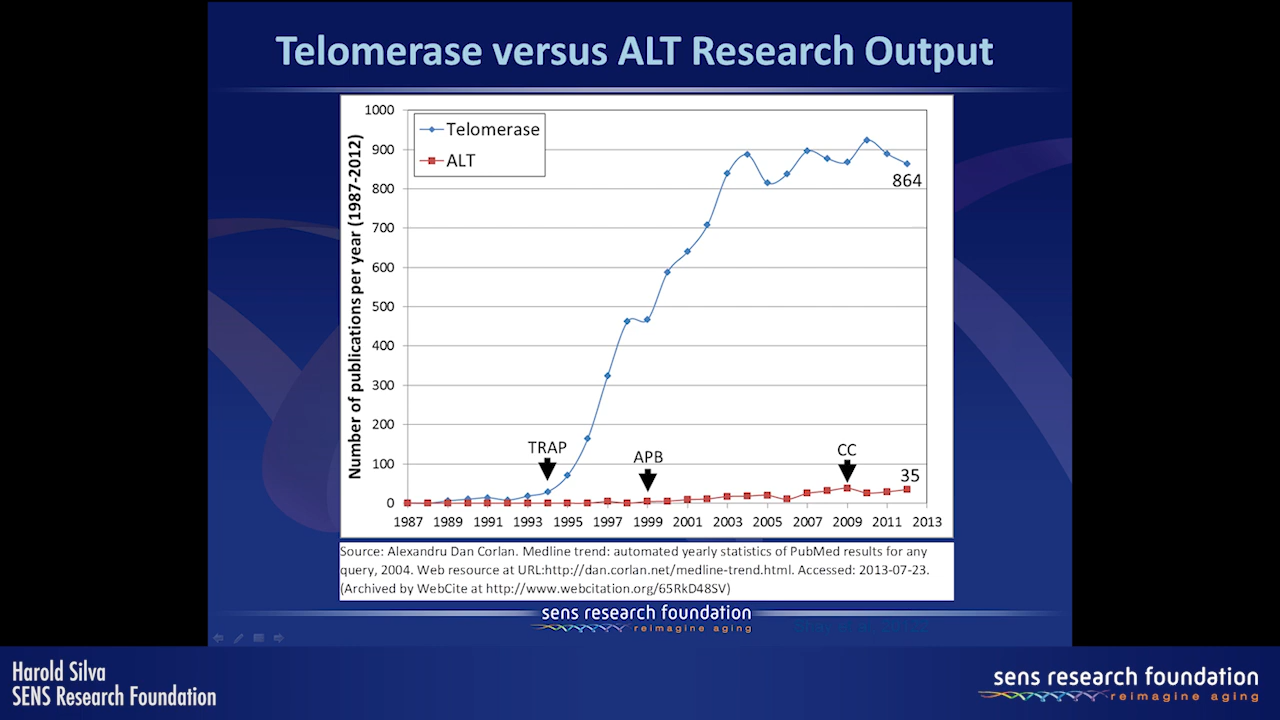 Telomerase versus ALT Research Output
Number of publications per year (1987-2012)
1000
900
800
700
600
500
400
300
200
100
0
Telomerase
ALT
864
TRAP
APB
CC
35
1987 1989 1991 1993 1995 1997 1999 2001 2003 2005 2007 2009 2011 2013
Source: Alexandru Dan Corlan. Medline trend: automated yearly statistics of PubMed results for any
query, 2004. Web resource at URL:http://dan.corlan.net/medline-trend.html. Accessed: 2013-07-23.
(Archived by WebCite at http://www.webcitation.org/65RkD48SV)
sens research foundation
reimagine aging
Harold Silva
SENS Research Foundation
sens research foundation
reimagine aging